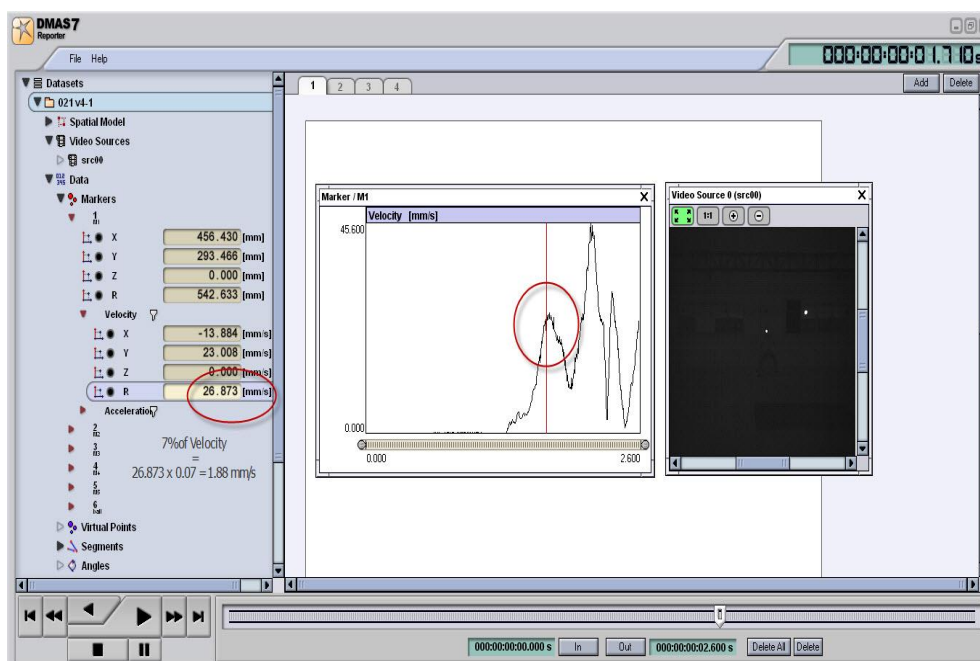 DMAS7
Reporter
File Help
000:00:00:01.710s
Datasets
021 v4-1
Spatial Model
Video Sources
src00
Data
Markers
1
X 456.430 [mm]
Y 293.466 [mm]
Z 0.000 [mm]
R 542.633 [mm]
Velocity
X -13.884 [mm/s]
Y 23.008 [mm/s]
Z 0.000 [mm/s]
R 26.873 [mm/s]
Acceleration
2
3
4
5
6
7%of Velocity
=
26.873 x 0.07 =1.88 mm/s
Virtual Points
Segments
Angles
1 2 3 4
Add Delete
Marker / M1 X
Velocity [mm/s]
45.600
0.000
0.000 2.600
Video Source 0 (src00) X
1:1
000:00:00:00.000 s In Out 000:00:00:02.600 s Delete All Delete